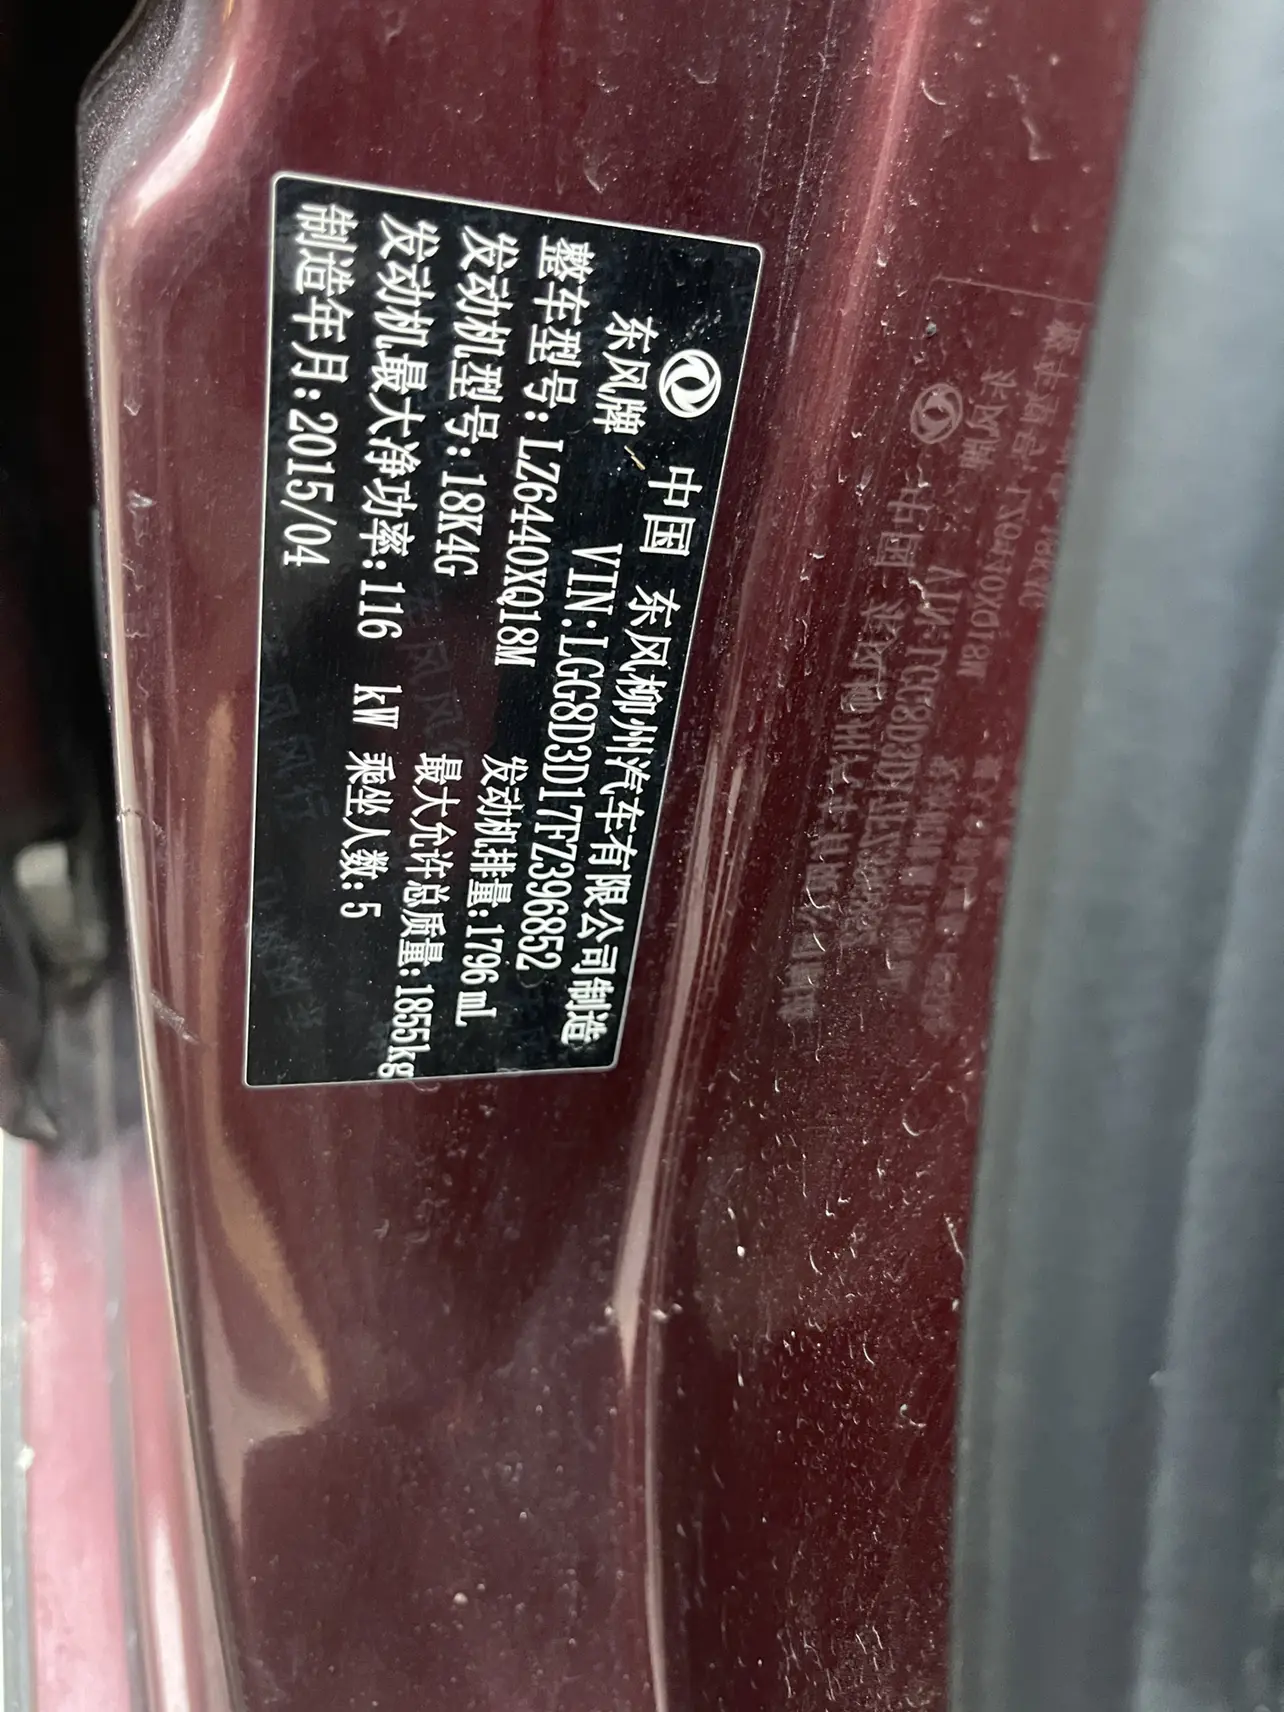 东风牌 中国 东风柳州汽车有限公司制造
VIN:LGG8D3D17FZ396852
整车型号:LZ6440XQ18M
发动机型号:18K4G 发动机排量:1796mL
发动机最大净功率:116 kW 最大允许总质量:1855kg
制造年月:2015/04 乘坐人数:5